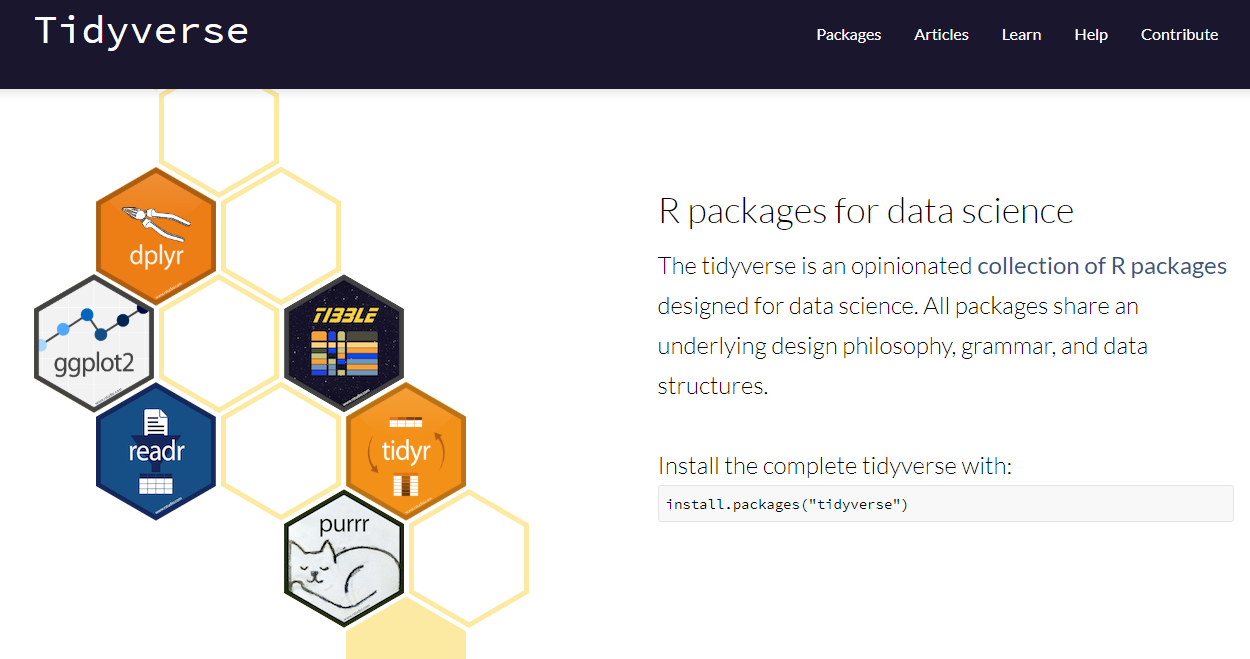 Tidyverse
Packages
Articles
Learn
Help
Contribute
dplyr
ggplot2
TIBBLE
readr
tidyr
purrr
R packages for data science
The tidyverse is an opinionated collection of R packages
designed for data science. All packages share an
underlying design philosophy, grammar, and data
structures.
Install the complete tidyverse with:
install.packages("tidyverse")